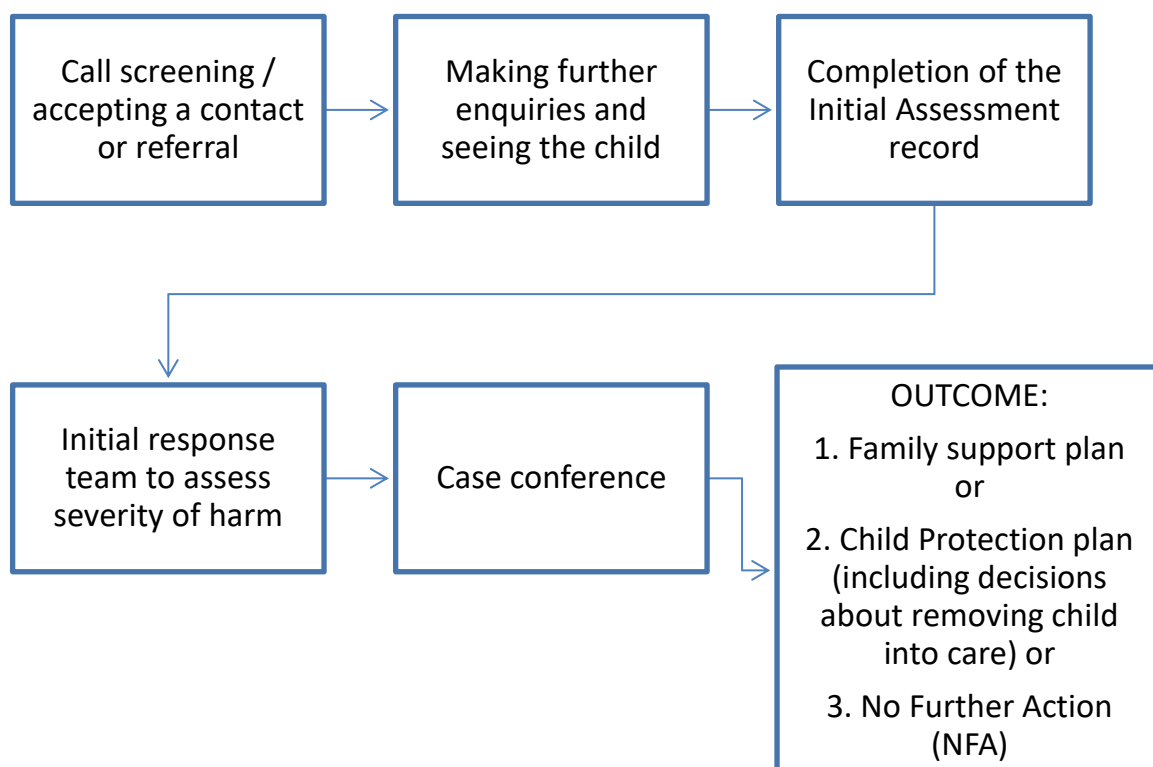 Call screening /
accepting a contact
or referral
Making further
enquiries and
seeing the child
Completion of the
Initial Assessment
record
Initial response
team to assess
severity of harm
Case conference
OUTCOME:
1. Family support plan
or
2. Child Protection plan
(including decisions
about removing child
into care) or
3. No Further Action
(NFA)